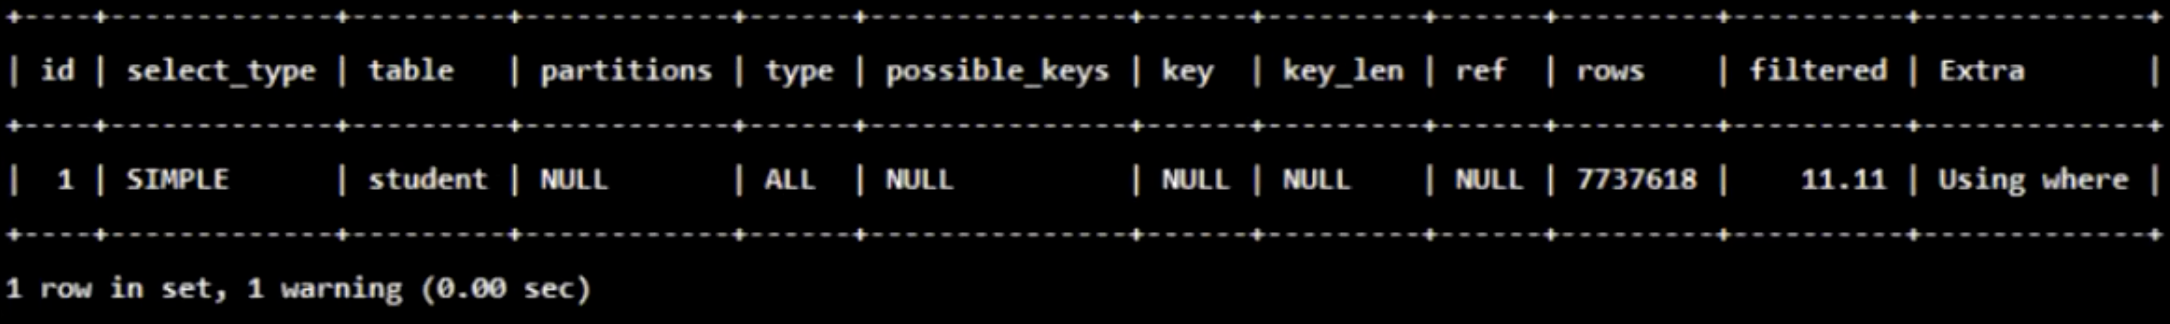 +----+-------------+---------+------------+------+---------------+------+---------+------+---------+----------+-------------+
| id | select_type | table   | partitions | type | possible_keys | key  | key_len | ref  | rows    | filtered | Extra       |
+----+-------------+---------+------------+------+---------------+------+---------+------+---------+----------+-------------+
|  1 | SIMPLE      | student | NULL       | ALL  | NULL          | NULL | NULL    | NULL | 7737618 |    11.11 | Using where |
+----+-------------+---------+------------+------+---------------+------+---------+------+---------+----------+-------------+
1 row in set, 1 warning (0.00 sec)